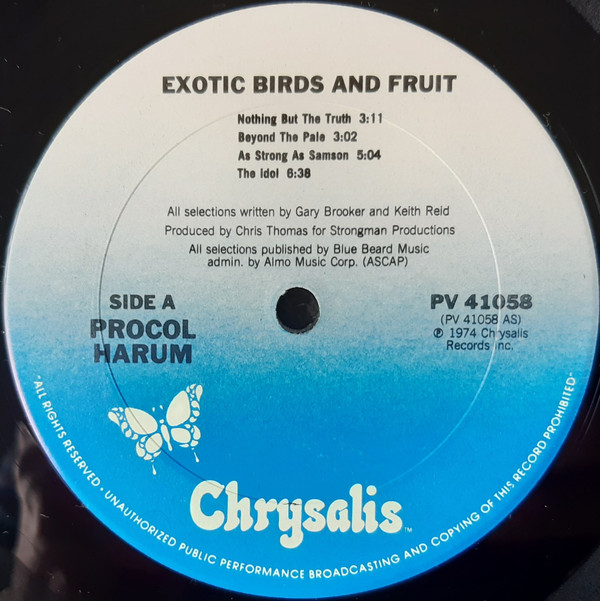 EXOTIC BIRDS AND FRUIT
Nothing But The Truth 3:11
Beyond The Pale 3:02
As Strong As Samson 5:04
The Idol 6:38
All selections written by Gary Brooker and Keith Reid
Produced by Chris Thomas for Strongman Productions
All selections published by Blue Beard Music
admin. by Almo Music Corp. (ASCAP)
SIDE A
PROCOL
HARUM
PV 41058
(PV 41058 AS)
℗ 1974 Chrysalis
Records Inc.
Chrysalis™
·ALL RIGHTS RESERVED · UNAUTHORIZED PUBLIC PERFORMANCE BROADCASTING AND COPYING OF THIS RECORD PROHIBITED·